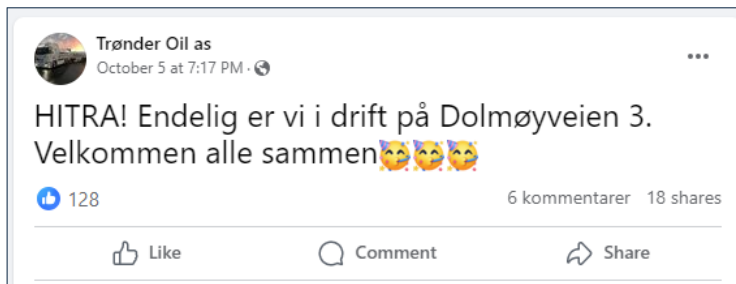 Trønder Oil as
October 5 at 7:17 PM ·
HITRA! Endelig er vi i drift på Dolmøyveien 3.
Velkommen alle sammen🥳🥳🥳
128
6 kommentarer 18 shares
Like Comment Share